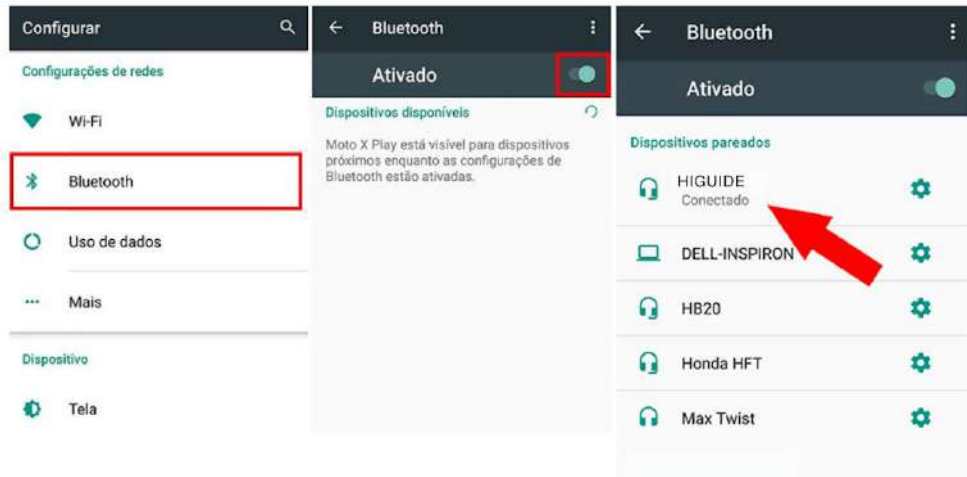 Configurar
Configurações de redes
Wi-Fi
Bluetooth
Uso de dados
Mais
Dispositivo
Tela
Bluetooth
Ativado
Dispositivos disponíveis
Moto X Play está visível para dispositivos
próximos enquanto as configurações de
Bluetooth estão ativadas.
Bluetooth
Ativado
Dispositivos pareados
HIGUIDE
Conectado
DELL-INSPIRON
HB20
Honda HFT
Max Twist